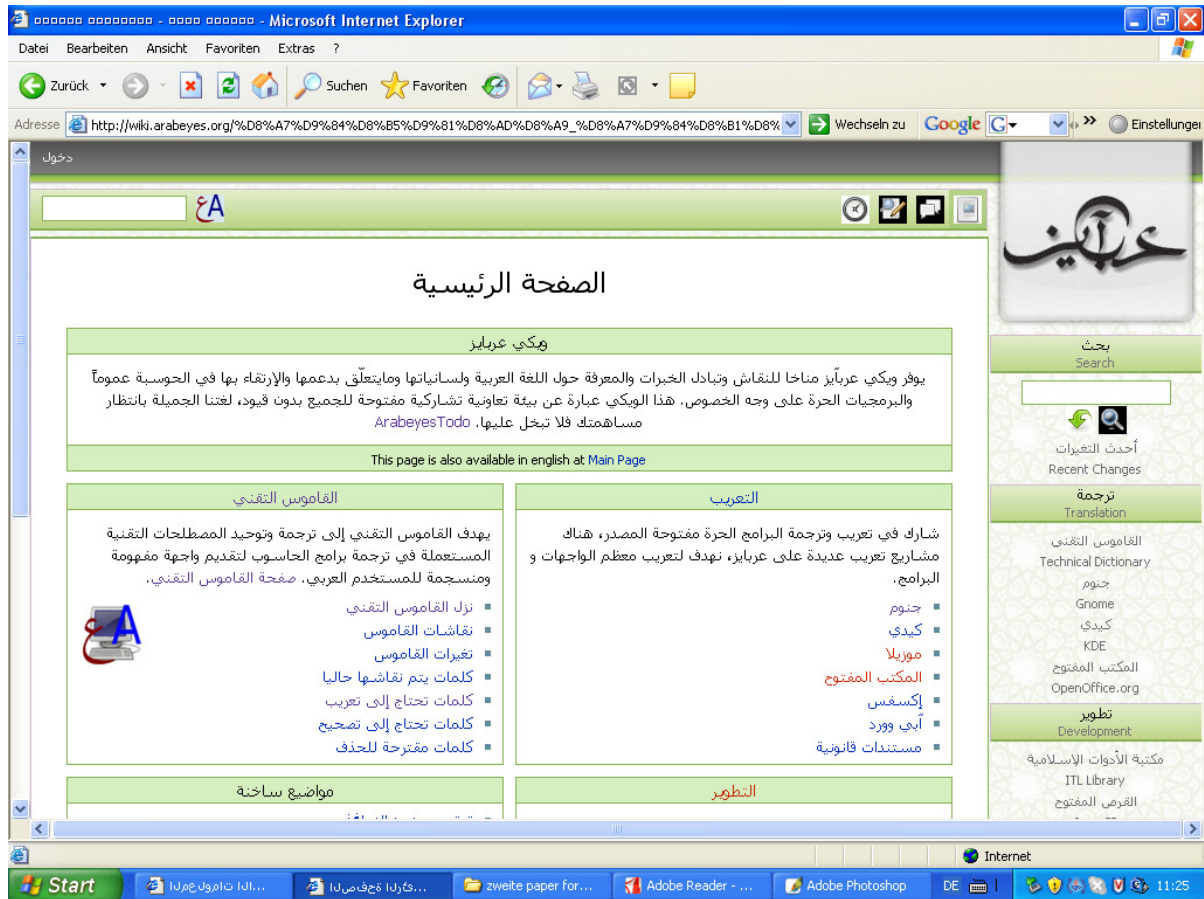 Microsoft Internet Explorer
Datei Bearbeiten Ansicht Favoriten Extras ?
Zurück Suchen Favoriten
Adresse http://wiki.arabeyes.org/%D8%A7%D9%84%D8%B5%D9%81%D8%AD%D8%A9_%D8%A7%D9%84%D8%B1%D8% Wechseln zu Google G Einstellungen
دخول
عA
عرآيز
الصفحة الرئيسية
ويكي عربايز
يوفر ويكي عربآيز مناخا للنقاش وتبادل الخبرات والمعرفة حول اللغة العربية ولسانياتها ومايتعلّق بدعمها والإرتقاء بها في الحوسبة عموماً
والبرمجيات الحرة على وجه الخصوص. هذا الويكي عبارة عن بيئة تعاونية تشاركية مفتوحة للجميع بدون قيود، لغتنا الجميلة بانتظار
مساهمتك فلا تبخل عليها. ArabeyesTodo
This page is also available in english at Main Page
التعريب
شارك في تعريب وترجمة البرامج الحرة مفتوحة المصدر، هناك
مشاريع تعريب عديدة على عربايز، نهدف لتعريب معظم الواجهات و
البرامج.
جنوم
كيدي
موزيلا
المكتب المفتوح
إكسفس
آبي وورد
مستندات قانونية
القاموس التقني
يهدف القاموس التقني إلى ترجمة وتوحيد المصطلحات التقنية
المستعملة في ترجمة برامج الحاسوب لتقديم واجهة مفهومة
ومنسجمة للمستخدم العربي. صفحة القاموس التقني.
نزل القاموس التقني
نقاشات القاموس
تغيرات القاموس
كلمات يتم نقاشها حاليا
كلمات تحتاج إلى تعريب
كلمات تحتاج إلى تصحيح
كلمات مقترحة للحذف
التطوير
مواضيع ساخنة
بحث
Search
أحدث التغيرات
Recent Changes
ترجمة
Translation
القاموس التقني
Technical Dictionary
جنوم
Gnome
كيدي
KDE
المكتب المفتوح
OpenOffice.org
تطوير
Development
مكتبة الأدوات الإسلامية
ITL Library
القرص المفتوح
Internet
Start zweite paper for... Adobe Reader - ... Adobe Photoshop DE 11:25